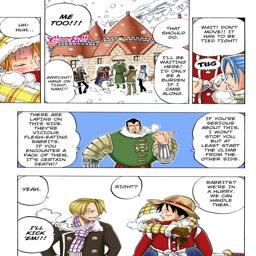 WAIT! DON'T
MOVE!! IT
HAS TO BE
TIED TIGHT!
TUG
THAT
SHOULD
DO.
I'LL BE
WAITING
HERE!
I'D ONLY BE
A BURDEN
IF I
CAME
ALONG.
ME
TOO!!!
AWRIGHT!
HANG ON
TIGHT,
NAMI!!
UH-
HUH...
IF YOU'RE
SERIOUS
ABOUT THIS,
I WON'T
STOP YOU,
BUT AT
LEAST START
THE CLIMB
FROM THE
OTHER SIDE.
THERE ARE
LAPINS ON
THIS SIDE.
THEY'RE
VICIOUS
FLESH-EATING
RABBITS.
IF YOU
ENCOUNTER
A PACK OF THEM,
IT'S CERTAIN
DEATH!!
RABBITS?
WE'RE IN
A HURRY.
WE CAN
HANDLE
THEM.
RIGHT?
YEAH.
I'LL
KICK
'EM!!